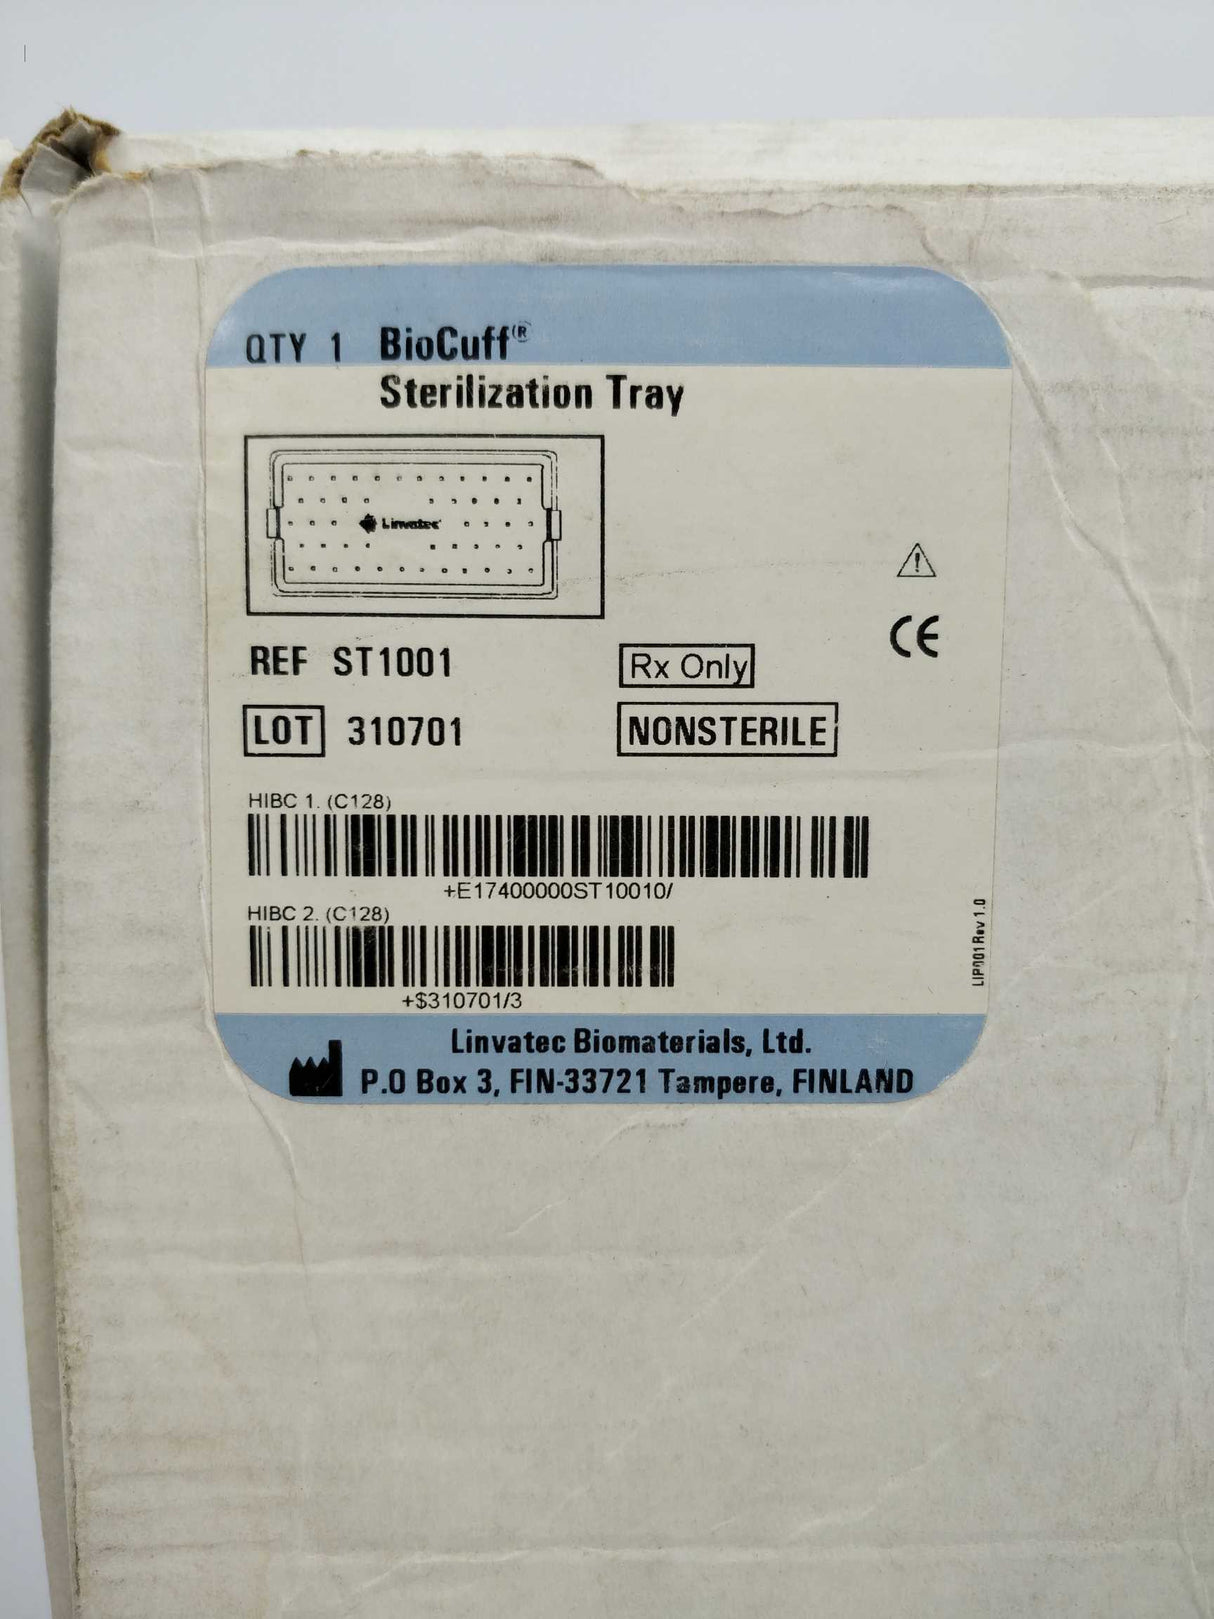 QTY 1 BioCuff®
Sterilization Tray
Linvatec
REF ST1001
Rx Only
LOT 310701
NONSTERILE
HIBC 1. (C128)
+E17400000ST10010/
HIBC 2. (C128)
+$310701/3
LIP001 Rev 1.0
Linvatec Biomaterials, Ltd.
P.O Box 3, FIN-33721 Tampere, FINLAND